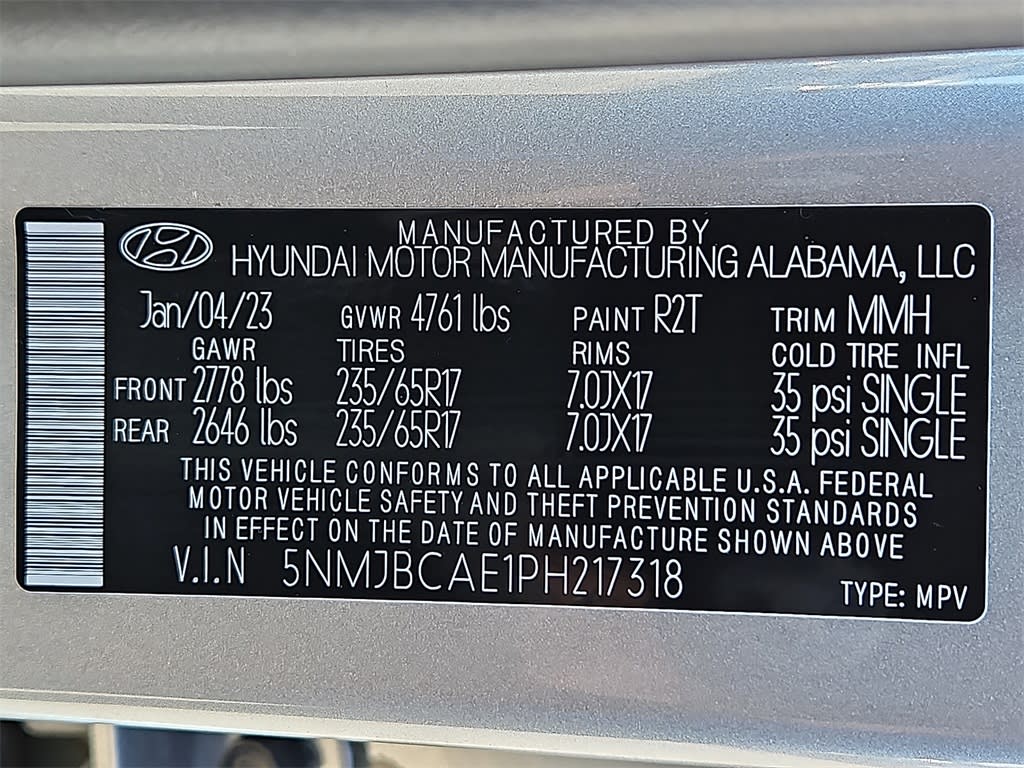 MANUFACTURED BY
HYUNDAI MOTOR MANUFACTURING ALABAMA, LLC
Jan/04/23 GVWR 4761 lbs PAINT R2T TRIM MMH
GAWR TIRES RIMS COLD TIRE INFL
FRONT 2778 lbs 235/65R17 7.0JX17 35 psi SINGLE
REAR 2646 lbs 235/65R17 7.0JX17 35 psi SINGLE
THIS VEHICLE CONFORMS TO ALL APPLICABLE U.S.A. FEDERAL
MOTOR VEHICLE SAFETY AND THEFT PREVENTION STANDARDS
IN EFFECT ON THE DATE OF MANUFACTURE SHOWN ABOVE
V.I.N 5NMJBCAE1PH217318 TYPE: MPV